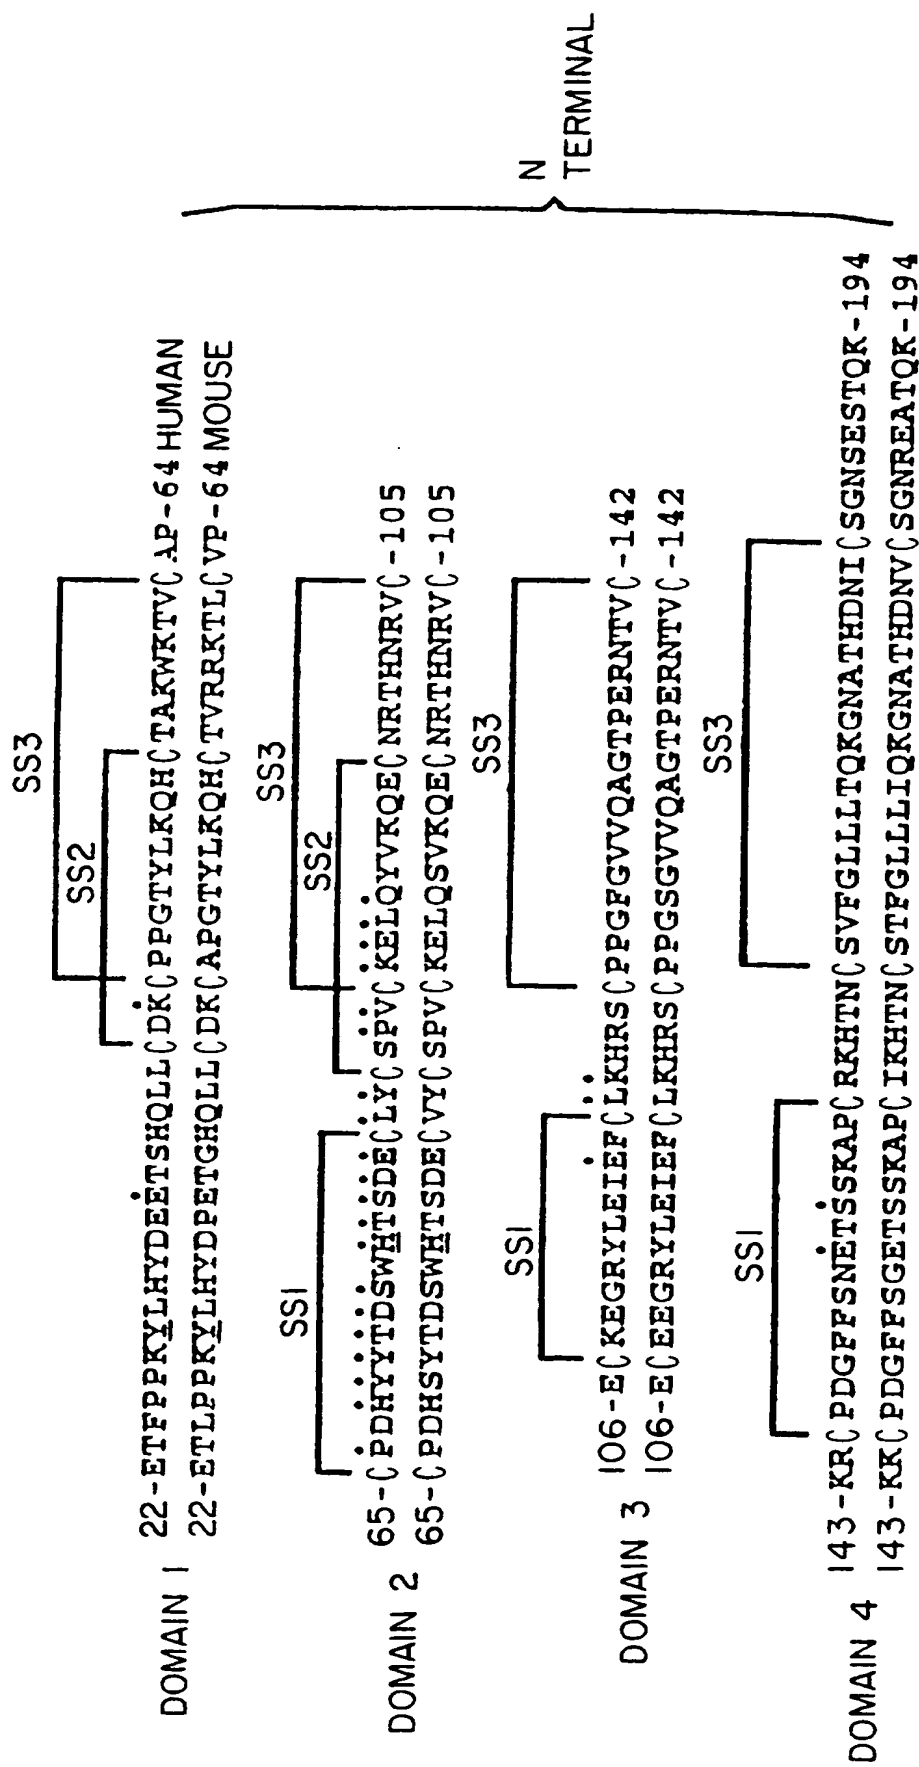 SS3
SS2
DOMAIN 1
22-ETFPPKYLHYDEETSHQLLCDKCPPGTYLKQHCTAKWKTVCAP-64 HUMAN
22-ETLPPKYLHYDPETGHQLLCDKCAPGTYLKQHCTVRRKTLCVP-64 MOUSE
SS1
SS2
SS3
DOMAIN 2
65-CPDHYYTDSWHTSDECLYCSPVCKELQYVKQECNRTHNRVC-105
65-CPDHSYTDSWHTSDECVYCSPVCKELQSVKQECNRTHNRVC-105
SS1
SS3
DOMAIN 3
106-ECKEGRYLEIEFCLKHRSCPPGFGVVQAGTPERNTVC-142
106-ECEEGRYLEIEFCLKHRSCPPGSGVVQAGTPERNTVC-142
SS1
SS3
DOMAIN 4
143-KRCPDGFFSNETSSKAPCRKHTNCSVFGLLLTQKGNATHDNICSGNSESTQK-194
143-KKCPDGFFSGETSSKAPCIKHTNCSTFGLLLIQKGNATHDNVCSGNREATQK-194
N
TERMINAL